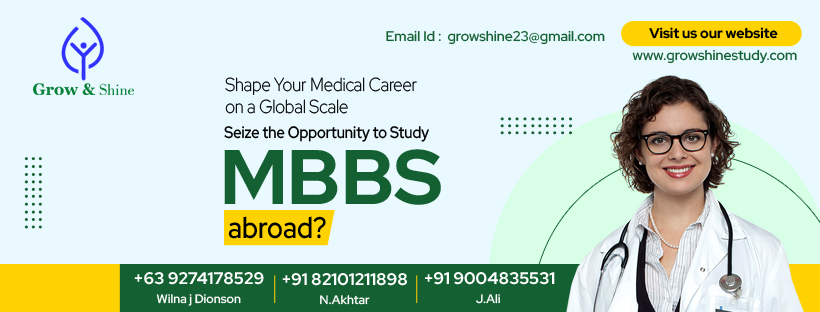 Grow & Shine
Email Id : growshine23@gmail.com
Visit us our website
www.growshinestudy.com
Shape Your Medical Career
on a Global Scale
Seize the Opportunity to Study
MBBS
abroad?
+63 9274178529
Wilna j Dionson
+91 82101211898
N.Akhtar
+91 9004835531
J.Ali